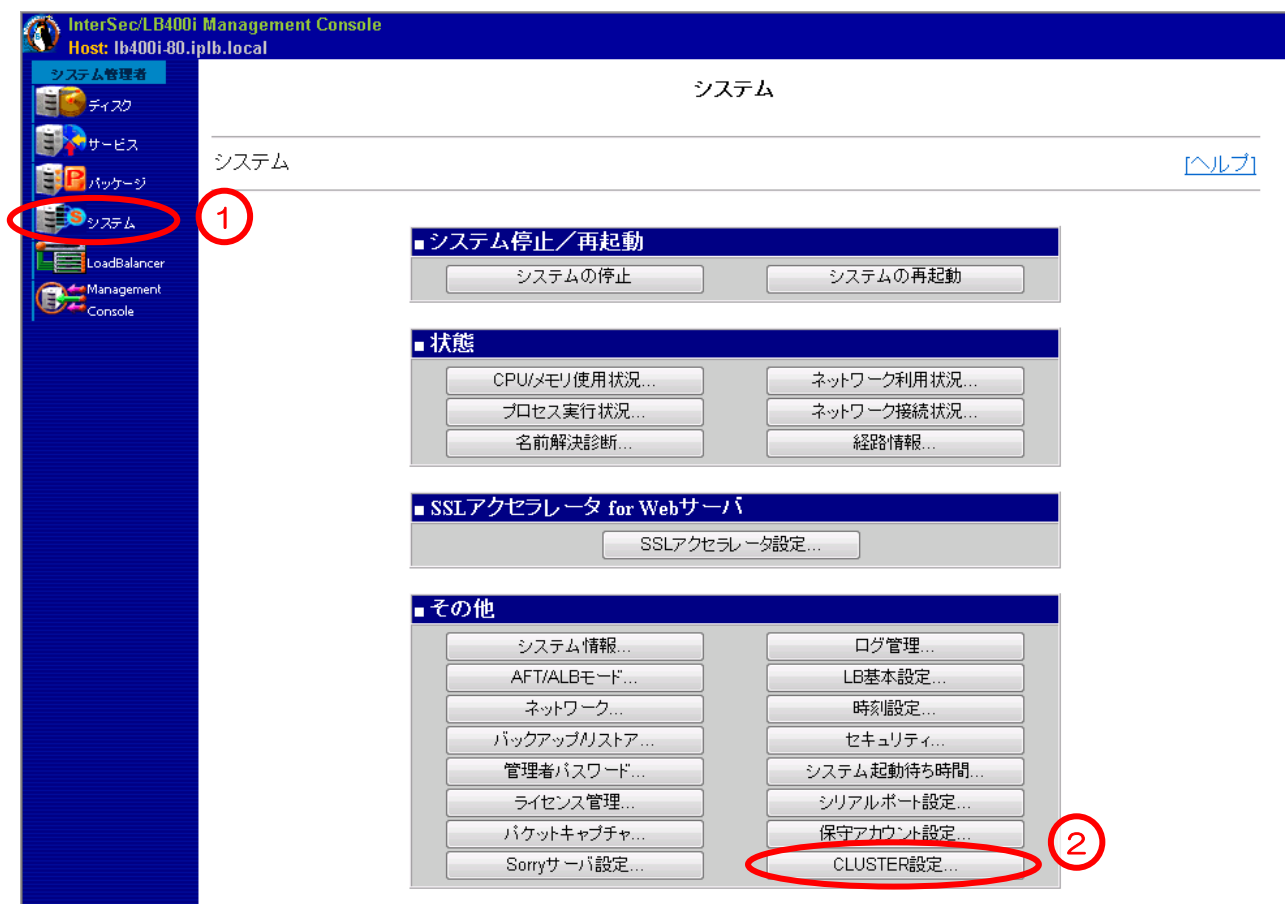 InterSec/LB400i Management Console
Host: lb400i-80.iplb.local
システム管理者
ディスク
サービス
パッケージ
システム
①
LoadBalancer
Management
Console
システム
システム
[ヘルプ]
■システム停止／再起動
システムの停止
システムの再起動
■状態
CPU/メモリ使用状況...
ネットワーク利用状況...
プロセス実行状況...
ネットワーク接続状況...
名前解決診断...
経路情報...
■SSLアクセラレータ for Webサーバ
SSLアクセラレータ設定...
■その他
システム情報...
ログ管理...
AFT/ALBモード...
LB基本設定...
ネットワーク...
時刻設定...
バックアップ/リストア...
セキュリティ...
管理者パスワード...
システム起動待ち時間...
ライセンス管理...
シリアルポート設定...
パケットキャプチャ...
保守アカウント設定...
②
Sorryサーバ設定...
CLUSTER設定...